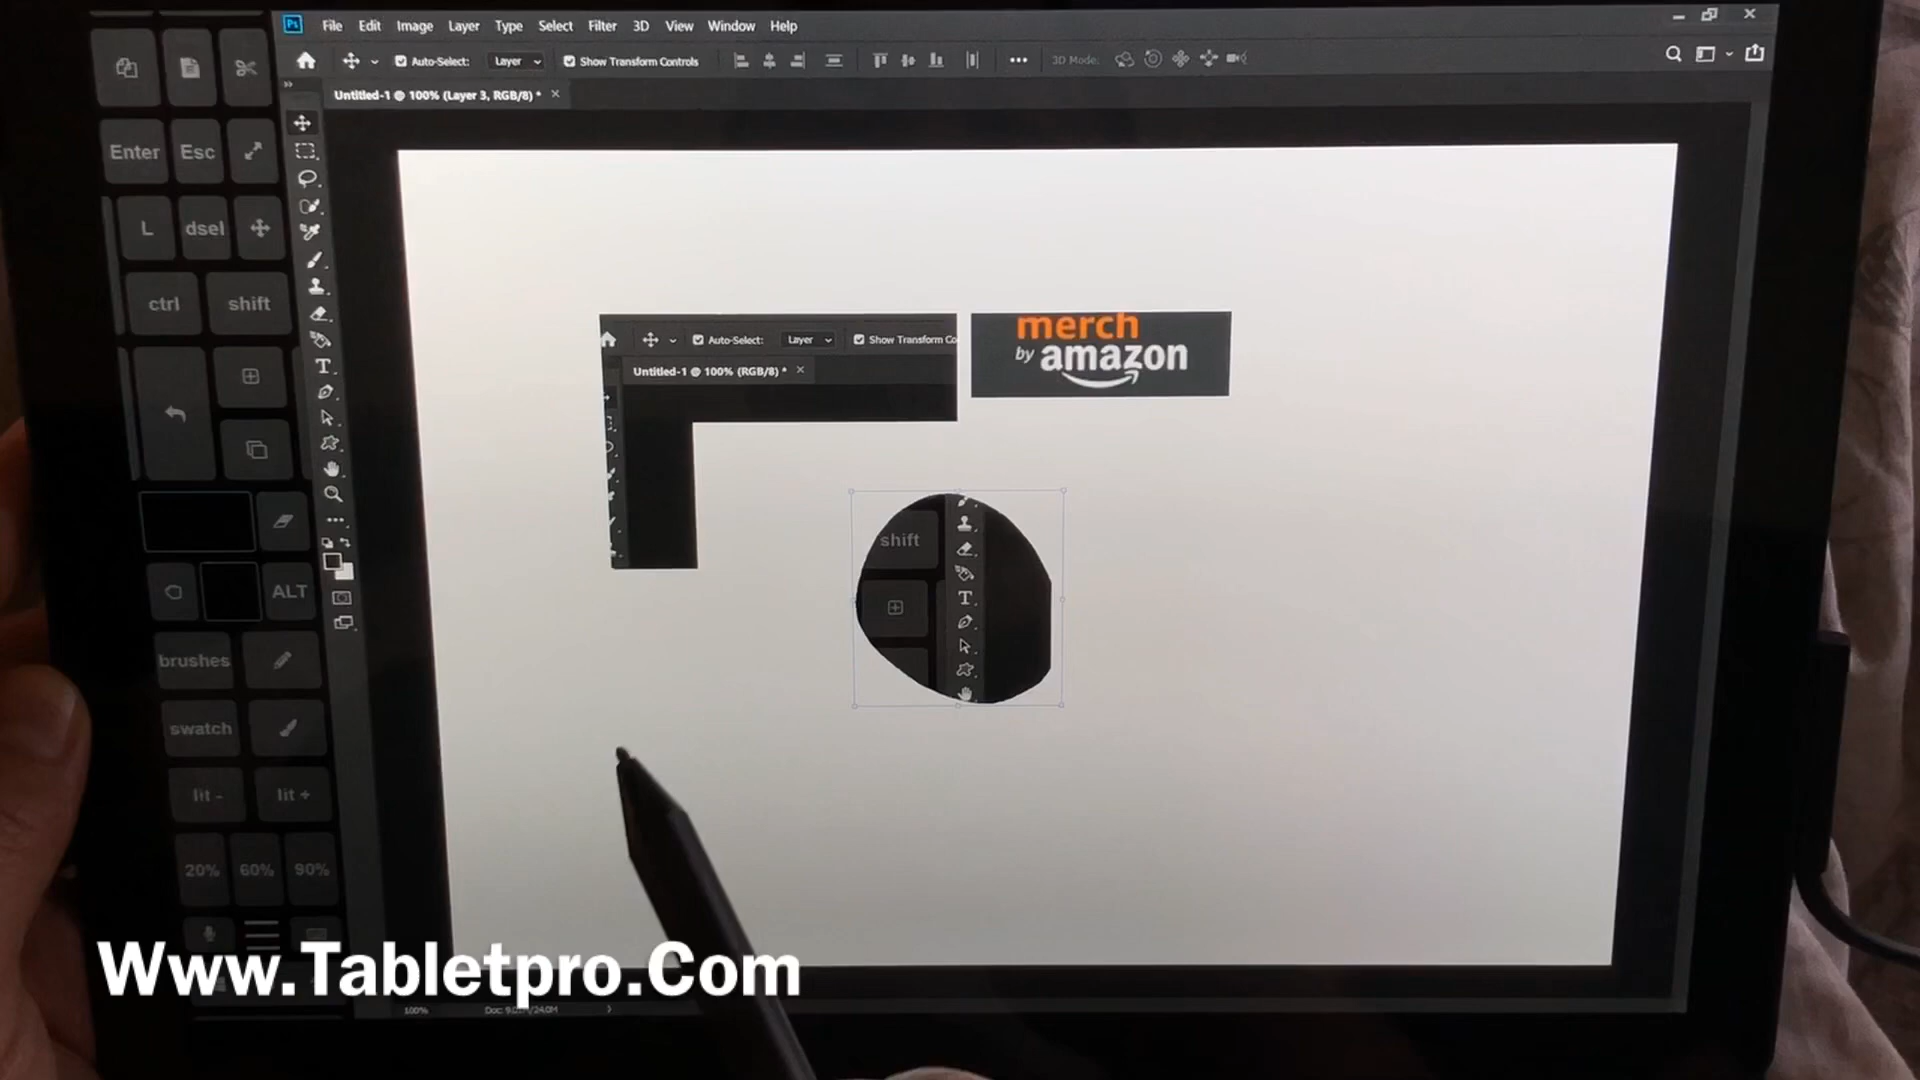 Ps File Edit Image Layer Type Select Filter 3D View Window Help
Auto-Select: Layer Show Transform Controls 3D Mode:
Untitled-1 @ 100% (Layer 3, RGB/8) *
Enter Esc
L dsel
ctrl shift
ALT
brushes
swatch
lit - lit +
20% 60% 90%
Auto-Select: Layer Show Transform Co
Untitled-1 @ 100% (RGB/8) *
merch
by amazon
shift
T
T
Www.Tabletpro.Com
100%